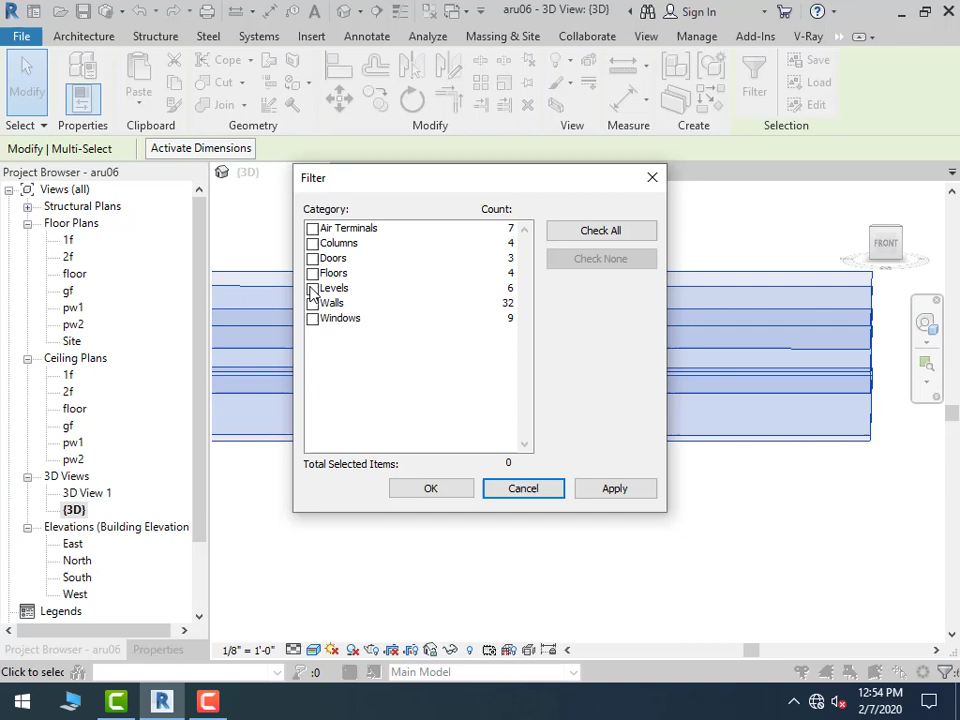 aru06 - 3D View: {3D}
Sign In
File Architecture Structure Steel Systems Insert Annotate Analyze Massing & Site Collaborate View Manage Add-Ins V-Ray
Modify
Paste
Cope
Cut
Join
Filter
Save
Load
Edit
Select Properties Clipboard Geometry Modify View Measure Create Selection
Modify | Multi-Select
Activate Dimensions
Project Browser - aru06
Views (all)
Structural Plans
Floor Plans
1f
2f
floor
gf
pw1
pw2
Site
Ceiling Plans
1f
2f
floor
gf
pw1
pw2
3D Views
3D View 1
{3D}
Elevations (Building Elevation
East
North
South
West
Legends
Project Browser - aru06 Properties
{3D}
FRONT
Filter
Category: Count:
Air Terminals 7
Columns 4
Doors 3
Floors 4
Levels 6
Walls 32
Windows 9
Check All
Check None
Total Selected Items: 0
OK Cancel Apply
1/8" = 1'-0"
Click to selec
:0
Main Model
12:54 PM
2/7/2020